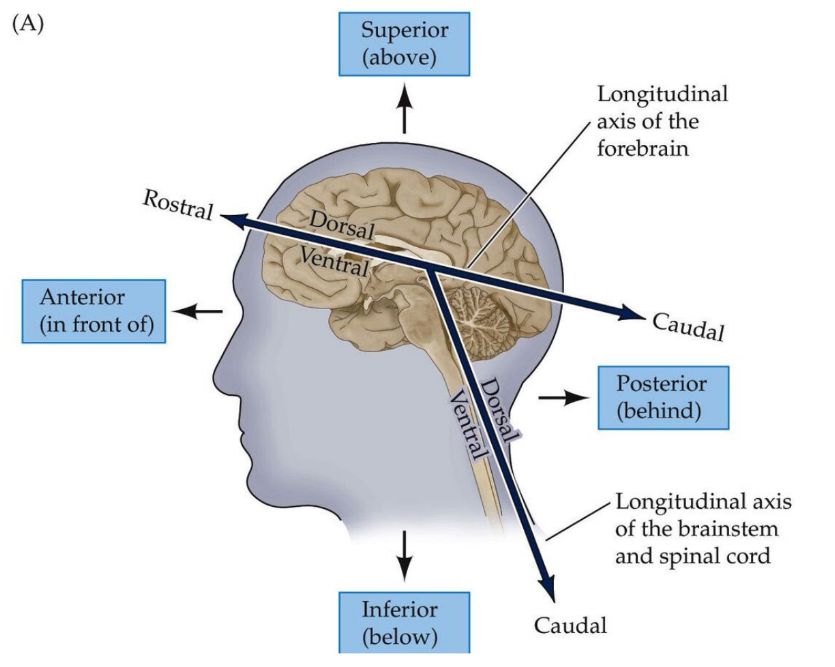 (A)
Superior
(above)
Longitudinal
axis of the
forebrain
Rostral
Dorsal
Ventral
Anterior
(in front of)
Caudal
Posterior
(behind)
Dorsal
Ventral
Longitudinal axis
of the brainstem
and spinal cord
Inferior
(below)
Caudal